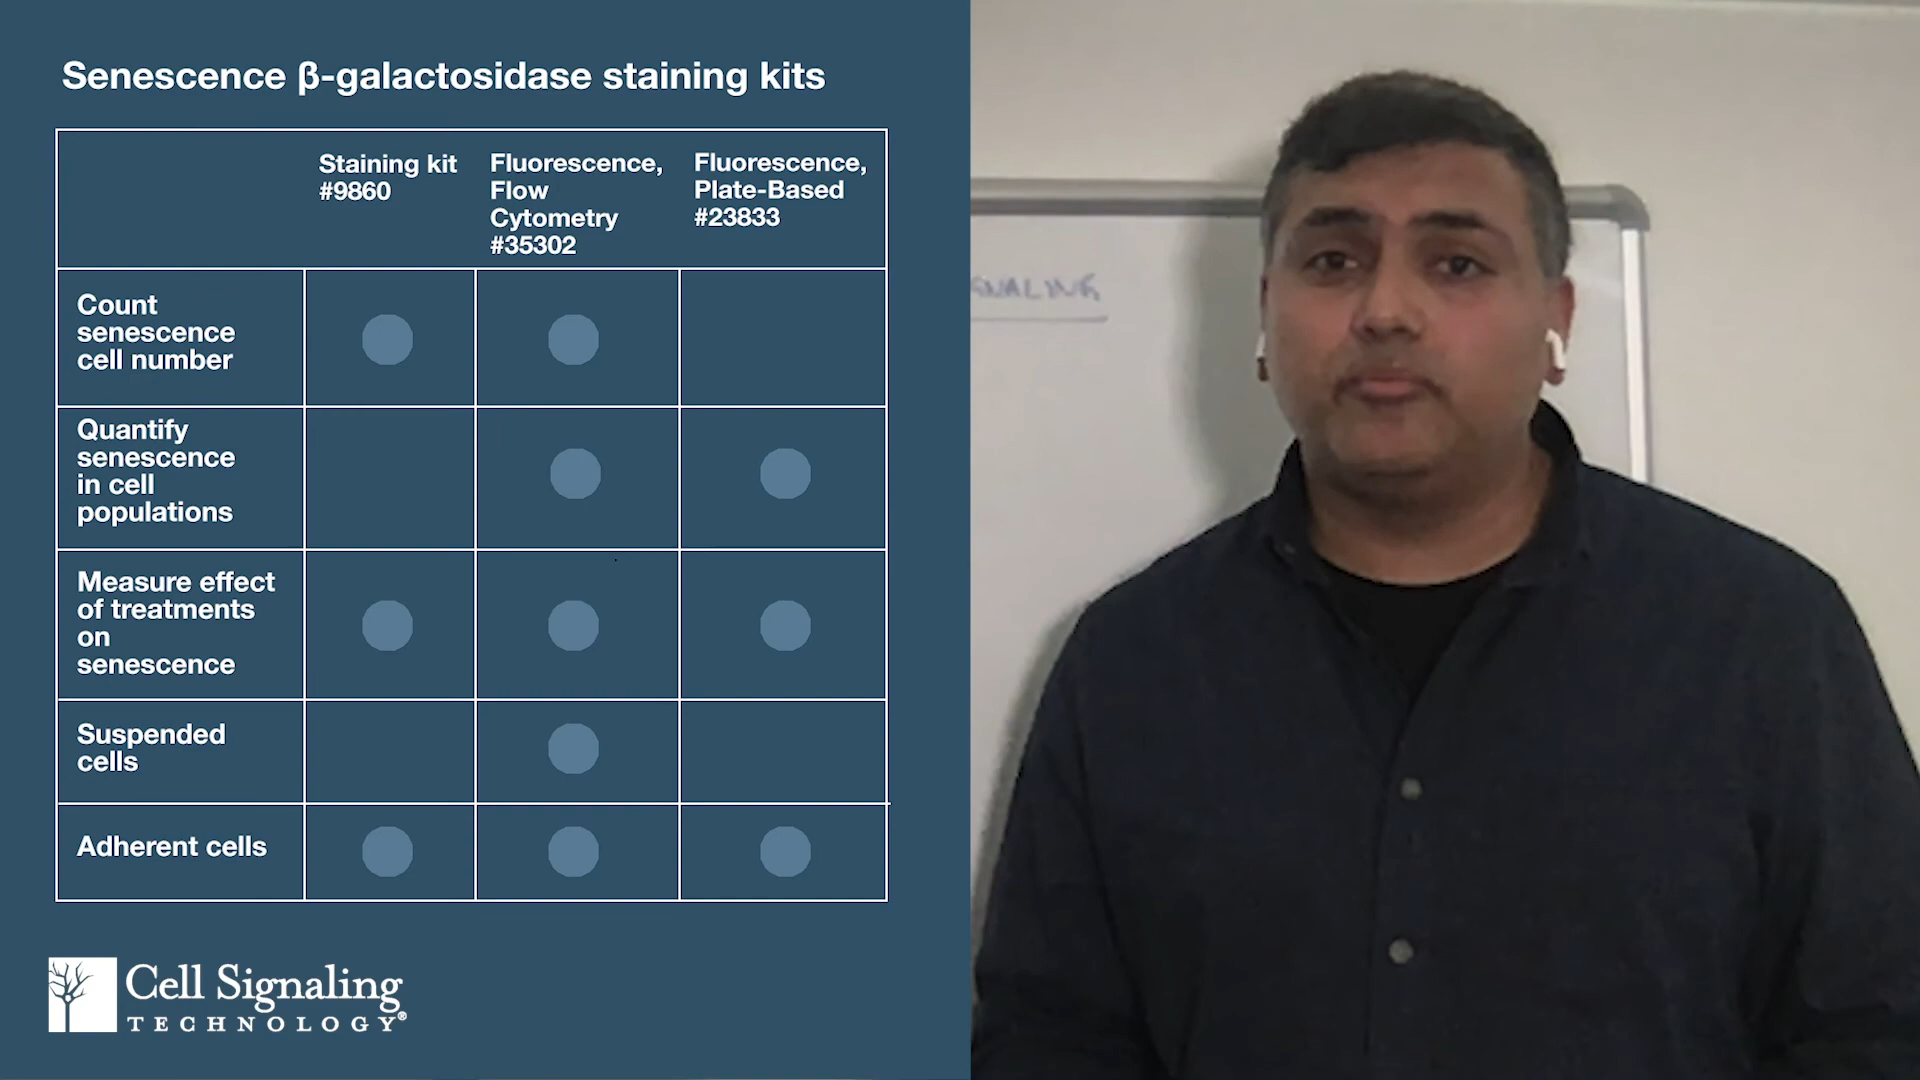 Senescence β-galactosidase staining kits
Staining kit
#9860
Fluorescence,
Flow
Cytometry
#35302
Fluorescence,
Plate-Based
#23833
Count
senescence
cell number
Quantify
senescence
in cell
populations
Measure effect
of treatments
on
senescence
Suspended
cells
Adherent cells
Cell Signaling
TECHNOLOGY®
GNALING